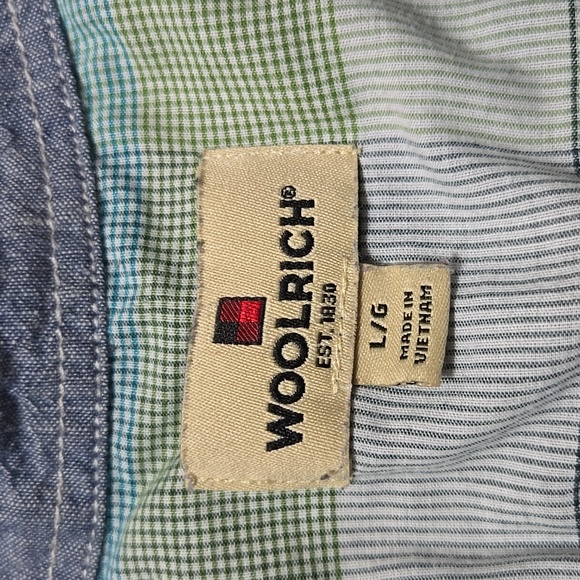 WOOLRICH®
EST. 1830
L/G
MADE IN
VIETNAM